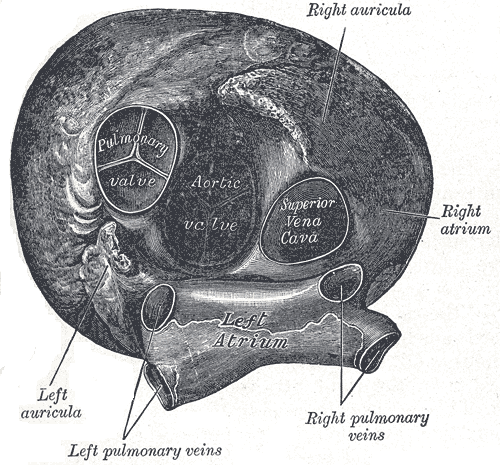 Right auricula
Pulmonary
valve
Aortic
valve
Superior
Vena
Cava
Right
atrium
Left
Atrium
Left
auricula
Right pulmonary
veins
Left pulmonary veins